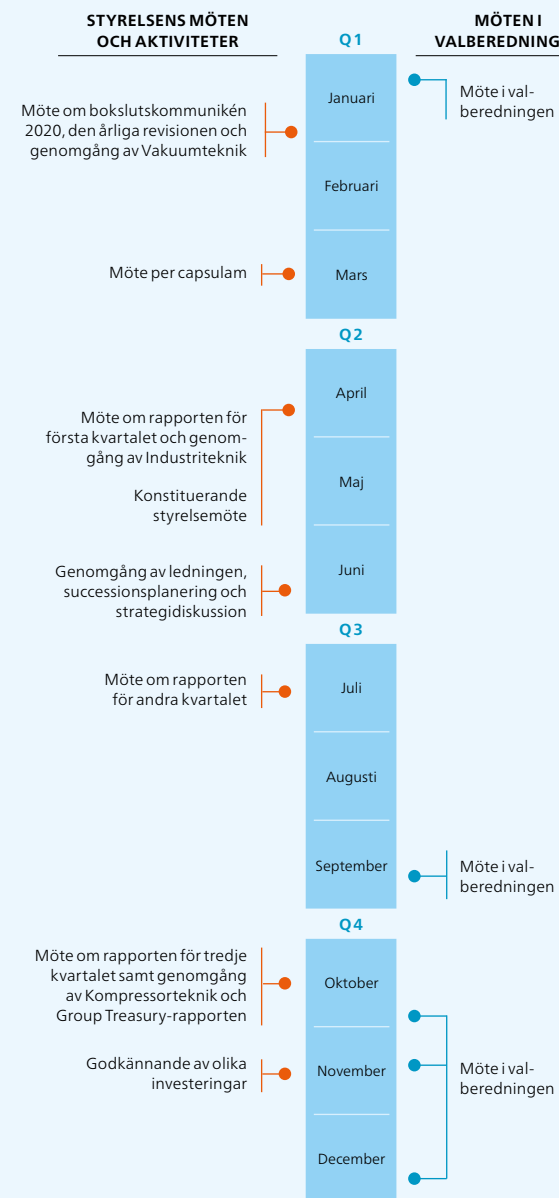 STYRELSENS MÖTEN
OCH AKTIVITETER
MÖTEN I
VALBEREDNING
Q1
Januari
Möte i val-
beredningen
Möte om bokslutskommunikén
2020, den årliga revisionen och
genomgång av Vakuumteknik
Februari
Möte per capsulam
Mars
Q2
April
Möte om rapporten för
första kvartalet och genom-
gång av Industriteknik
Maj
Konstituerande
styrelsemöte
Juni
Genomgång av ledningen,
successionsplanering och
strategidiskussion
Q3
Juli
Möte om rapporten
för andra kvartalet
Augusti
September
Möte i val-
beredningen
Q4
Möte om rapporten för tredje
kvartalet samt genomgång
av Kompressorteknik och
Group Treasury-rapporten
Oktober
Godkännande av olika
investeringar
November
Möte i val-
beredningen
December